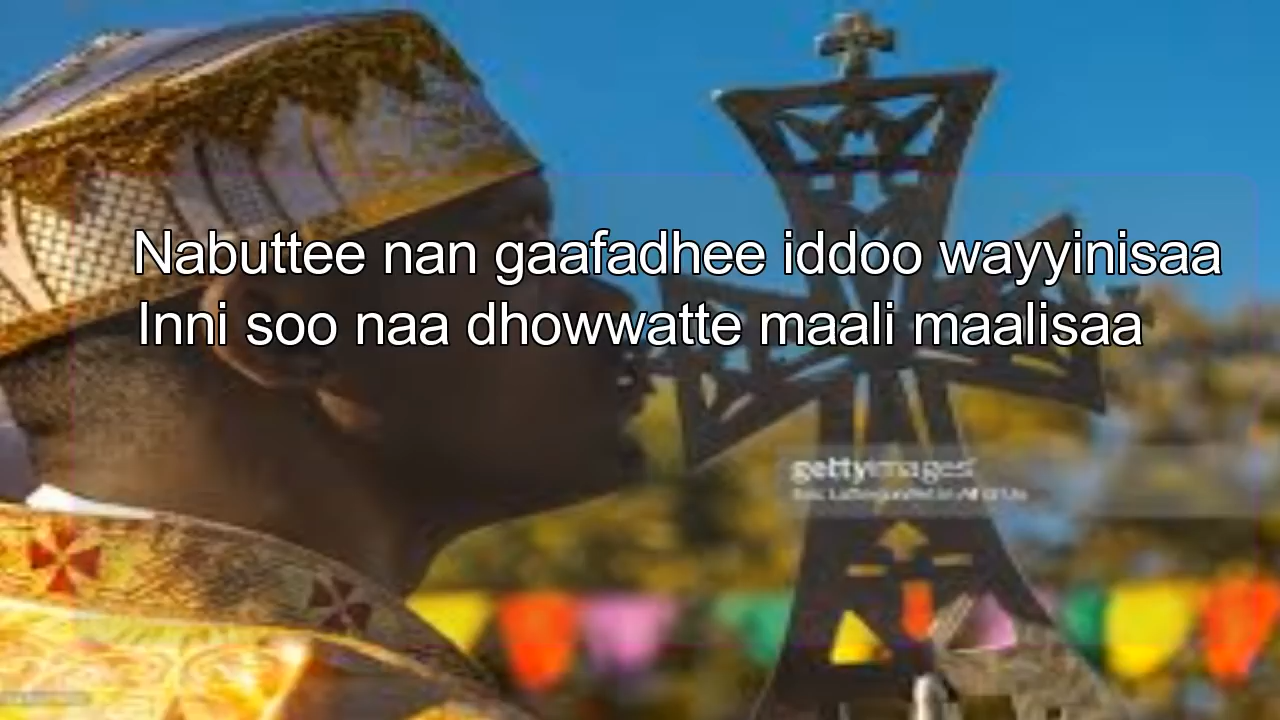 Nabuttee nan gaafadhee iddoo wayyinisaa
Inni soo naa dhowwatte maali maalisaa
gettyimages